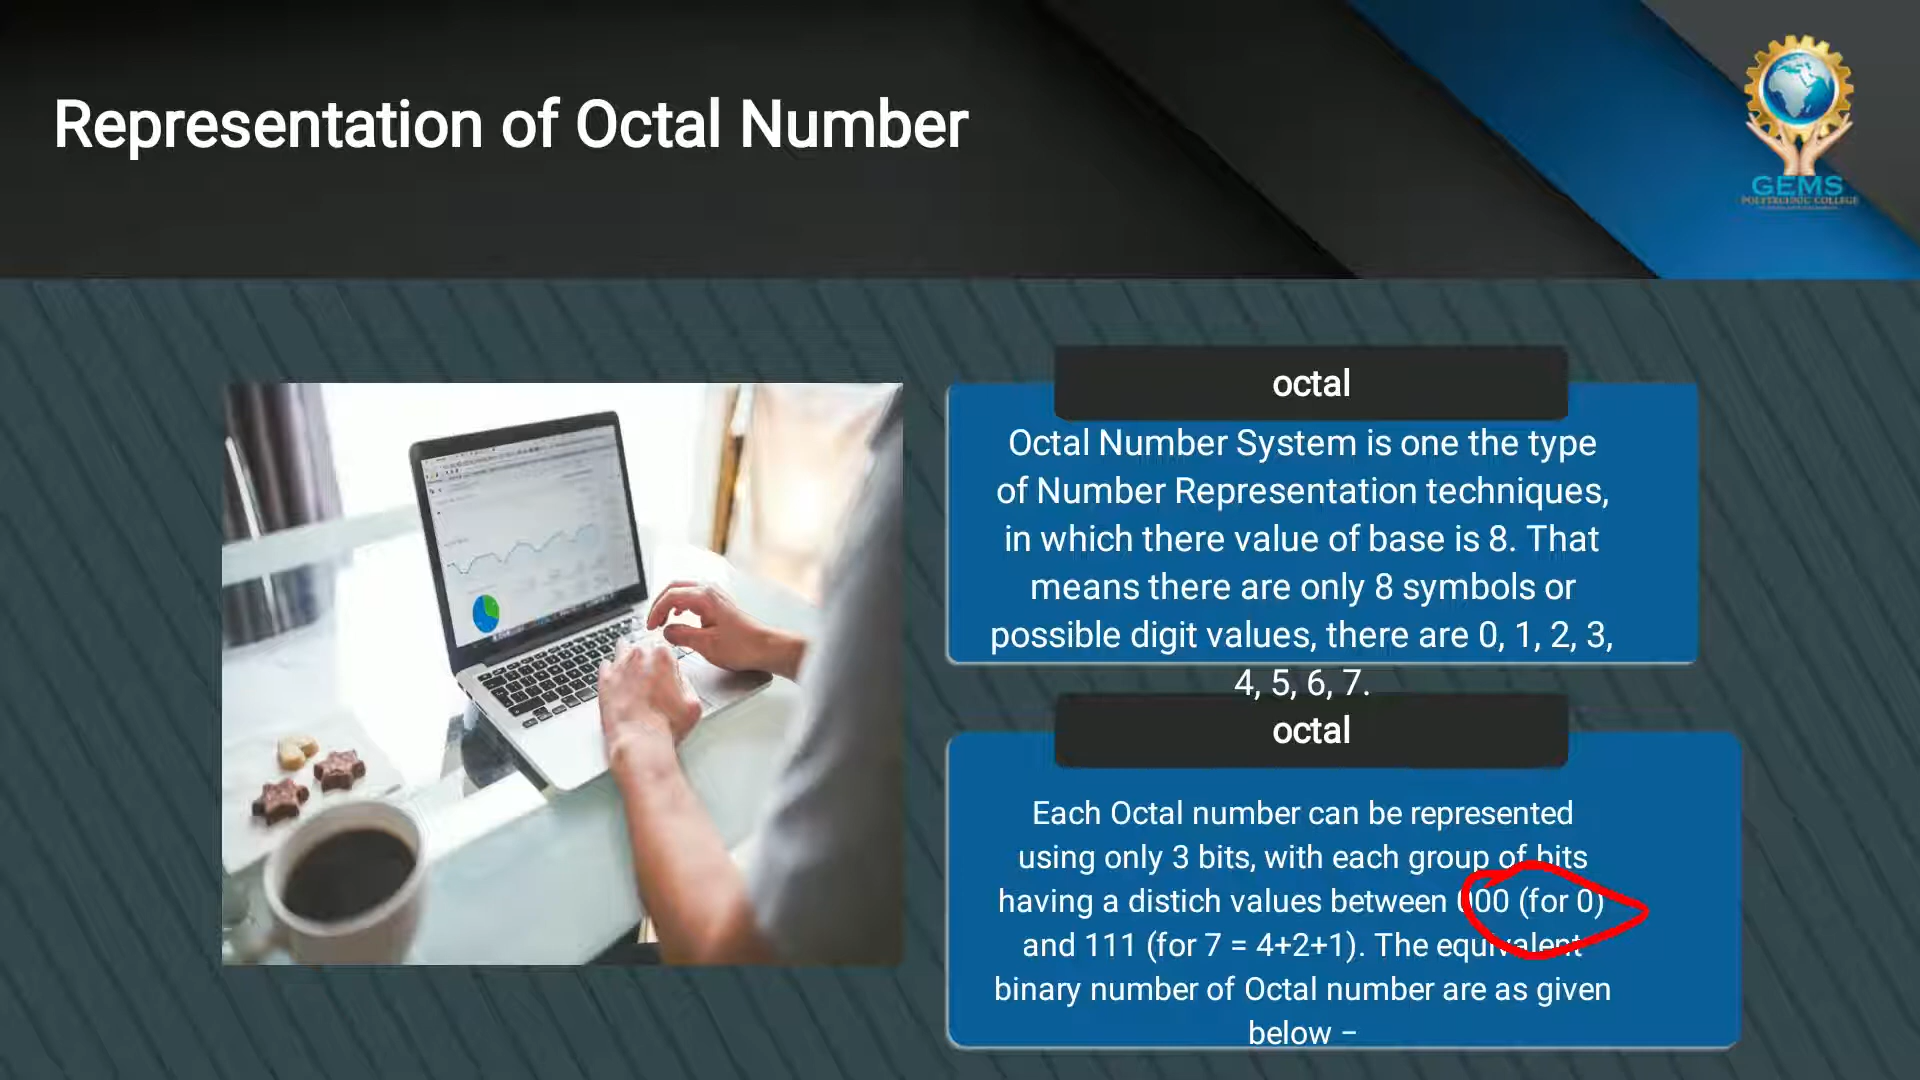 Representation of Octal Number
GEMS
POLYTECHNIC COLLEGE
octal
Octal Number System is one the type
of Number Representation techniques,
in which there value of base is 8. That
means there are only 8 symbols or
possible digit values, there are 0, 1, 2, 3,
4, 5, 6, 7.
octal
Each Octal number can be represented
using only 3 bits, with each group of bits
having a distich values between 000 (for 0)
and 111 (for 7 = 4+2+1). The equivalent
binary number of Octal number are as given
below −